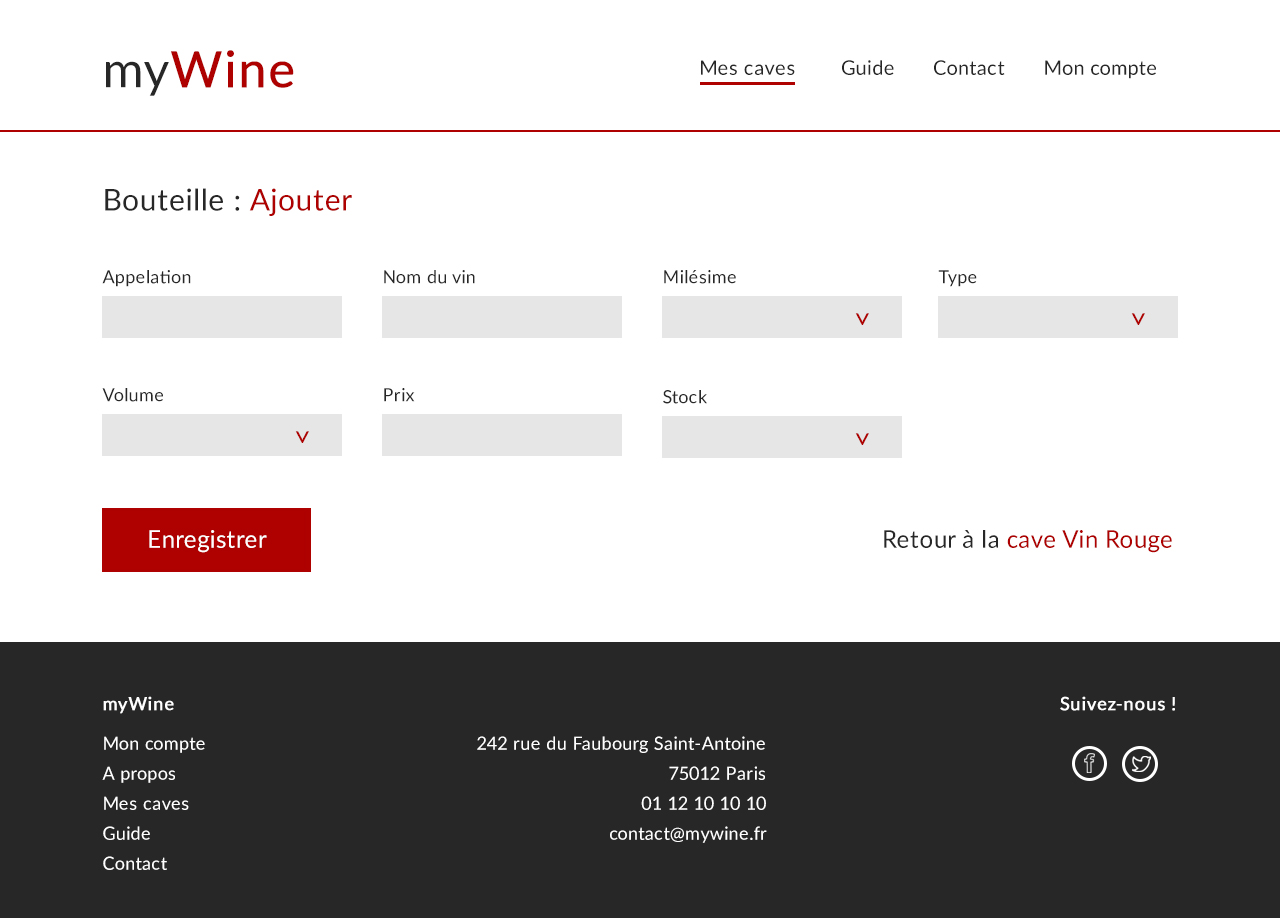 myWine
Mes caves Guide Contact Mon compte
Bouteille : Ajouter
Appelation Nom du vin Milésime Type
Volume Prix Stock
Enregistrer
Retour à la cave Vin Rouge
myWine
Mon compte
A propos
Mes caves
Guide
Contact
242 rue du Faubourg Saint-Antoine
75012 Paris
01 12 10 10 10
contact@mywine.fr
Suivez-nous !